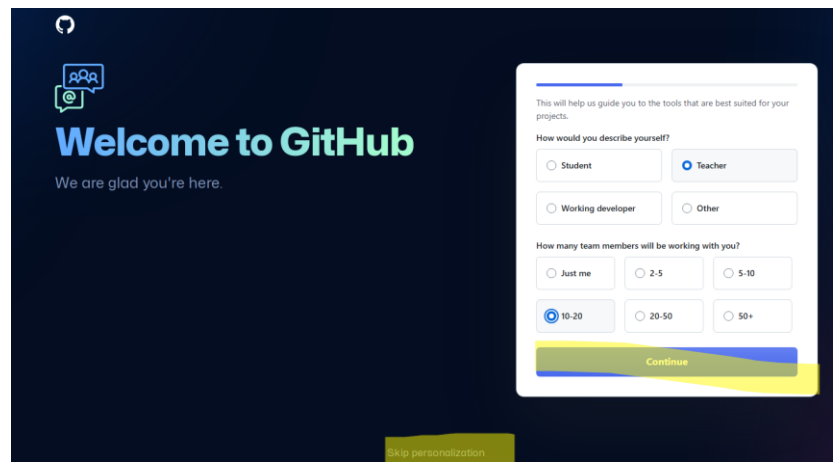 Welcome to GitHub
We are glad you're here.
This will help us guide you to the tools that are best suited for your
projects.
How would you describe yourself?
Student
Teacher
Working developer
Other
How many team members will be working with you?
Just me
2-5
5-10
10-20
20-50
50+
Continue
Skip personalization